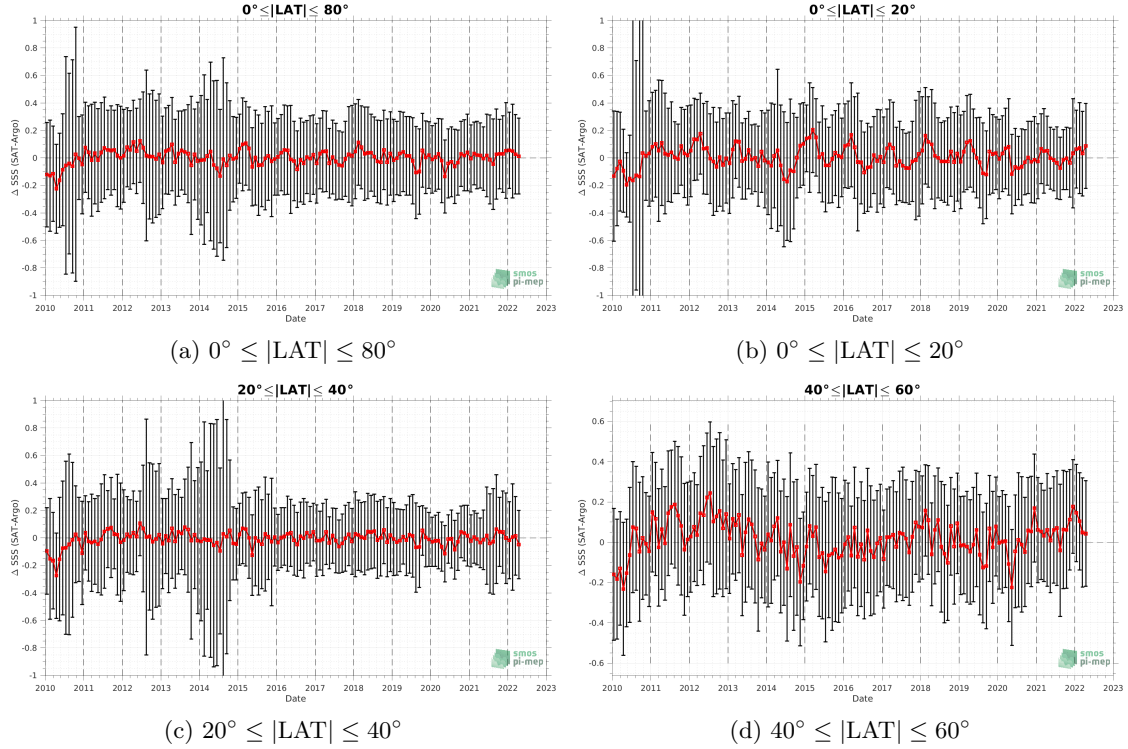 0°≤|LAT|≤ 80°
Δ SSS (SAT-Argo)
1
0.8
0.6
0.4
0.2
0
-0.2
-0.4
-0.6
-0.8
-1
2010 2011 2012 2013 2014 2015 2016 2017 2018 2019 2020 2021 2022 2023
Date
smos
pi-mep
(a) 0° ≤ |LAT| ≤ 80°
0°≤|LAT|≤ 20°
Δ SSS (SAT-Argo)
1
0.8
0.6
0.4
0.2
0
-0.2
-0.4
-0.6
-0.8
-1
2010 2011 2012 2013 2014 2015 2016 2017 2018 2019 2020 2021 2022 2023
Date
smos
pi-mep
(b) 0° ≤ |LAT| ≤ 20°
20°≤|LAT|≤ 40°
Δ SSS (SAT-Argo)
1
0.8
0.6
0.4
0.2
0
-0.2
-0.4
-0.6
-0.8
-1
2010 2011 2012 2013 2014 2015 2016 2017 2018 2019 2020 2021 2022 2023
Date
smos
pi-mep
(c) 20° ≤ |LAT| ≤ 40°
40°≤|LAT|≤ 60°
Δ SSS (SAT-Argo)
0.6
0.4
0.2
0
-0.2
-0.4
-0.6
2010 2011 2012 2013 2014 2015 2016 2017 2018 2019 2020 2021 2022 2023
Date
smos
pi-mep
(d) 40° ≤ |LAT| ≤ 60°